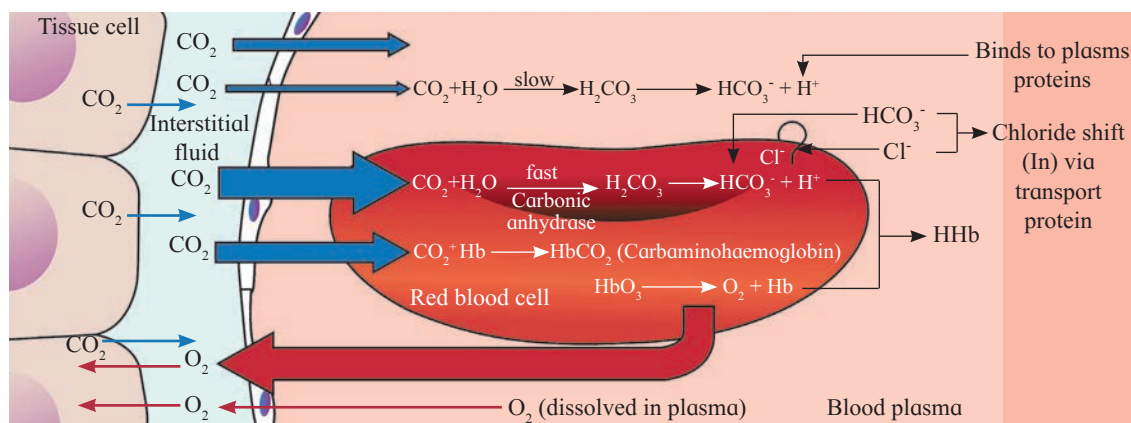 Tissue cell
CO₂
CO₂
CO₂
CO₂+H₂O slow H₂CO₃ HCO₃⁻ + H⁺
Binds to plasms
proteins
Interstitial
fluid
HCO₃⁻
Cl⁻
Chloride shift
(In) via
transport
protein
Cl⁻
CO₂
CO₂+H₂O fast H₂CO₃ HCO₃⁻ + H⁺
Carbonic
anhydrase
CO₂
CO₂
CO₂⁺Hb HbCO₂ (Carbaminohaemoglobin)
HHb
HbO₃ O₂ + Hb
Red blood cell
CO₂
O₂
O₂
O₂ (dissolved in plasma)
Blood plasma